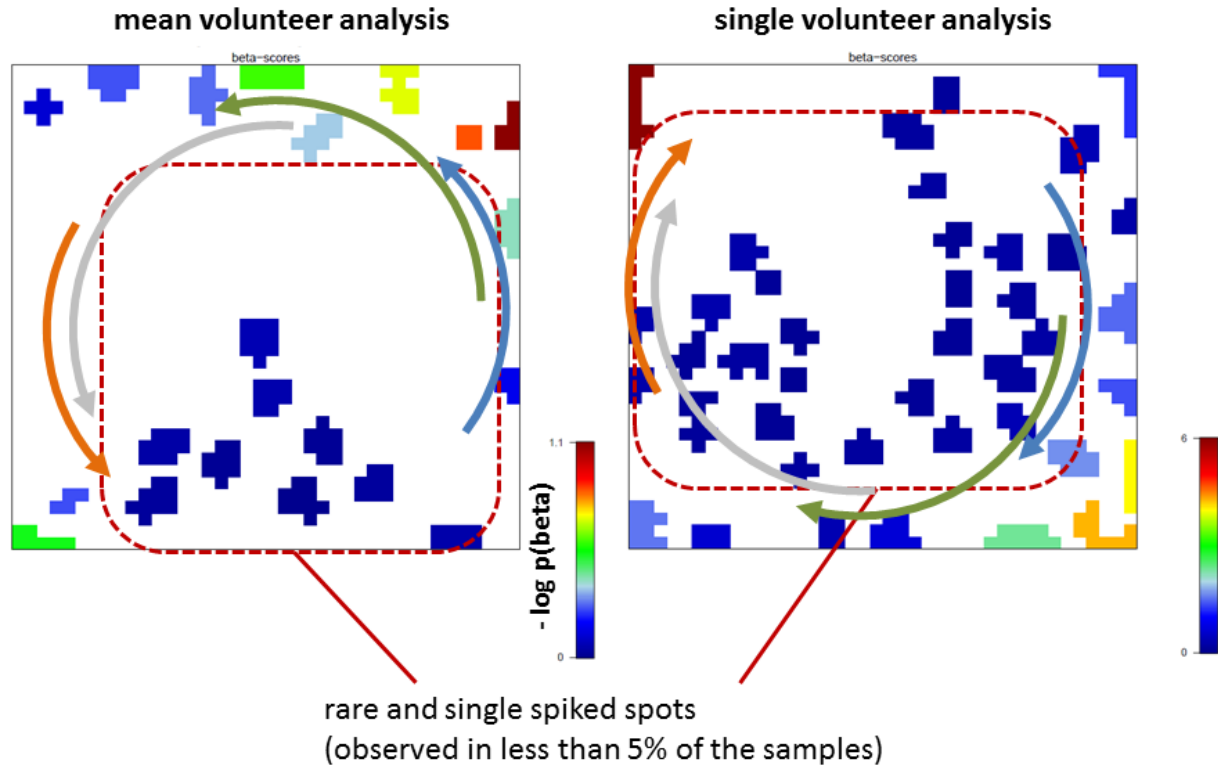 mean volunteer analysis
single volunteer analysis
beta-scores
beta-scores
1.1
- log p(beta)
0
6
0
rare and single spiked spots
(observed in less than 5% of the samples)